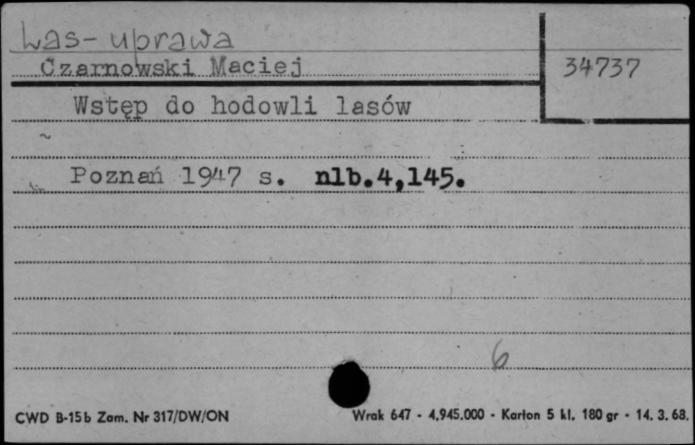 Las - uprawa
Czarnowski Maciej
34737
Wstęp do hodowli lasów
Poznań 1947 s. nlb.4,145.
6
CWD B-15b Zam. Nr 317/DW/ON
Wrak 647 - 4,945.000 - Karton 5 kl. 180 gr - 14. 3. 68.